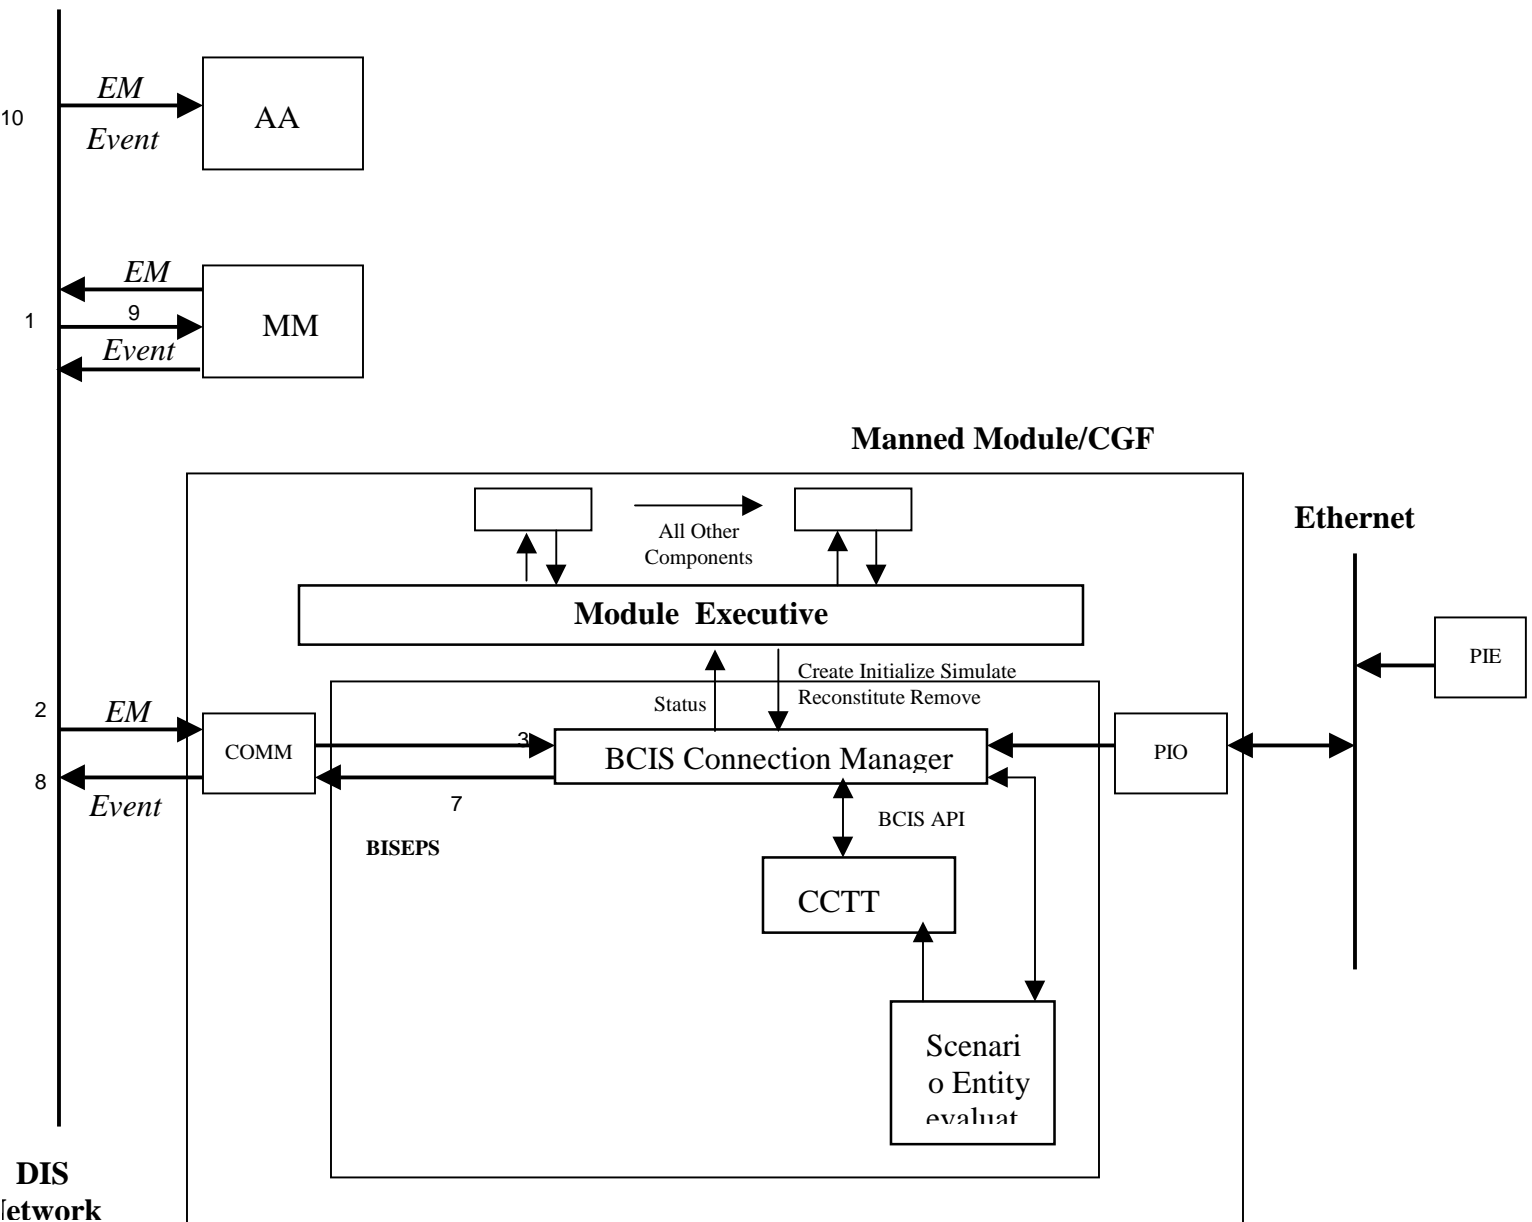 EM
10
AA
Event
EM
1
9
MM
Event
Manned Module/CGF
All Other
Components
Ethernet
Module Executive
PIE
Create Initialize Simulate
Reconstitute Remove
Status
2
EM
COMM
3
BCIS Connection Manager
PIO
8
Event
7
BCIS API
BISEPS
CCTT
Scenari
o Entity
evaluat
DIS
etwork